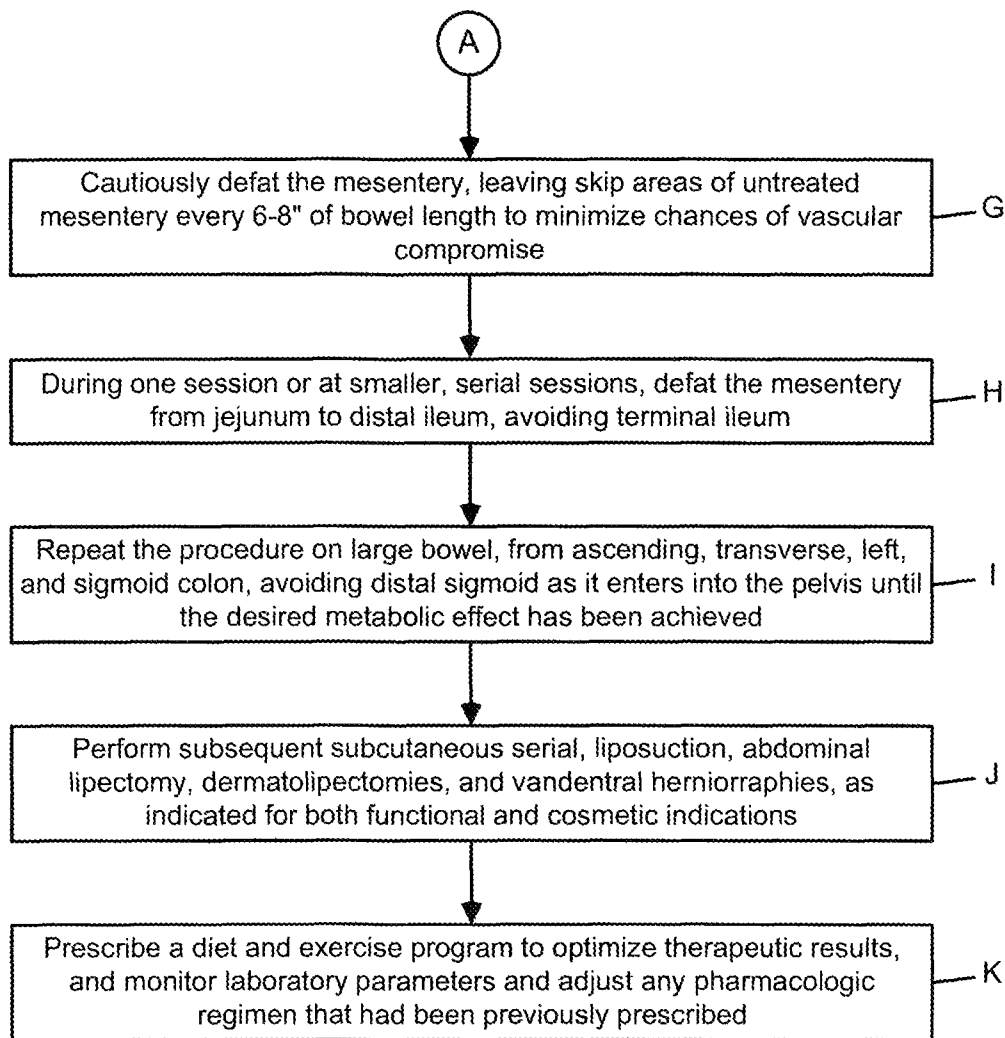 A
Cautiously defat the mesentery, leaving skip areas of untreated
mesentery every 6-8" of bowel length to minimize chances of vascular
compromise
G
During one session or at smaller, serial sessions, defat the mesentery
from jejunum to distal ileum, avoiding terminal ileum
H
Repeat the procedure on large bowel, from ascending, transverse, left,
and sigmoid colon, avoiding distal sigmoid as it enters into the pelvis until
the desired metabolic effect has been achieved
I
Perform subsequent subcutaneous serial, liposuction, abdominal
lipectomy, dermatolipectomies, and vandentral herniorraphies, as
indicated for both functional and cosmetic indications
J
Prescribe a diet and exercise program to optimize therapeutic results,
and monitor laboratory parameters and adjust any pharmacologic
regimen that had been previously prescribed
K